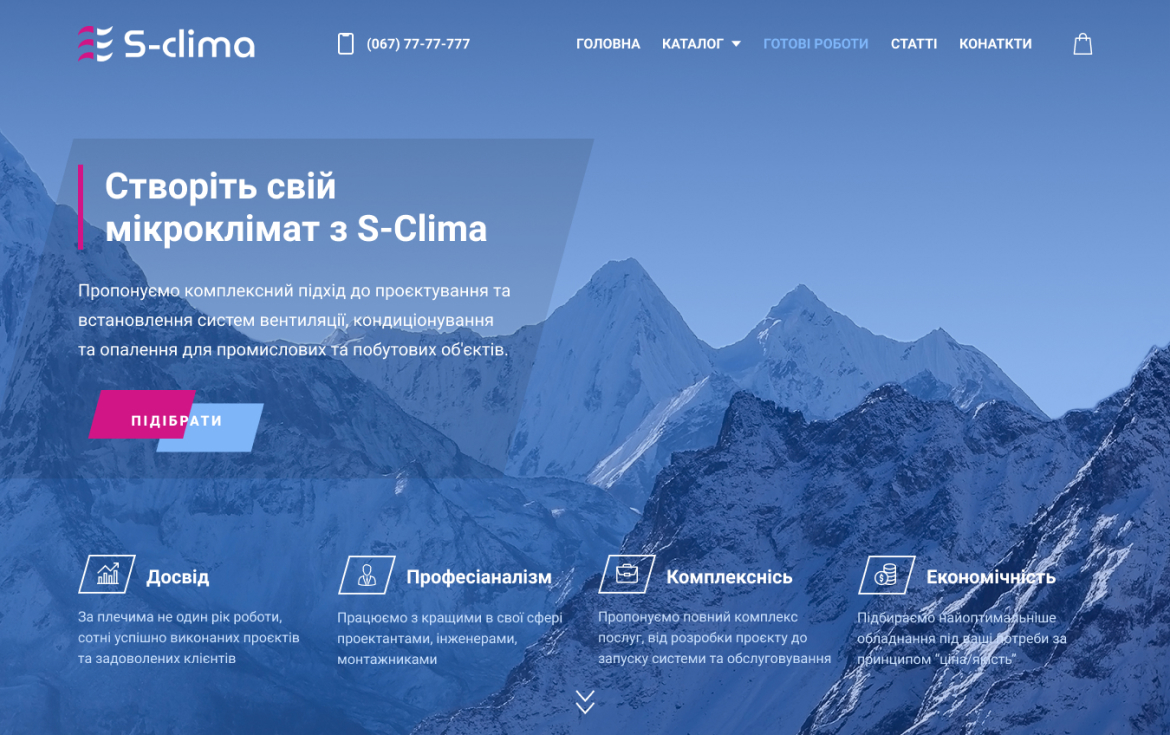 S-clima
(067) 77-77-777
ГОЛОВНА
КАТАЛОГ
ГОТОВІ РОБОТИ
СТАТТІ
КОНАТКТИ
Створіть свій
мікроклімат з S-Clima
Пропонуємо комплексний підхід до проєктування та
встановлення систем вентиляції, кондиціонування
та опалення для промислових та побутових об'єктів.
ПІДІБРАТИ
Досвід
За плечима не один рік роботи,
сотні успішно виконаних проєктів
та задоволених клієнтів
Професіаналізм
Працюємо з кращими в свої сфері
проектантами, інженерами,
монтажниками
Комплекснісь
Пропонуємо повний комплекс
послуг, від розробки проєкту до
запуску системи та обслуговування
Економічність
Підбираємо найоптимальніше
обладнання під ваші потреби за
принципом "ціна/якість"